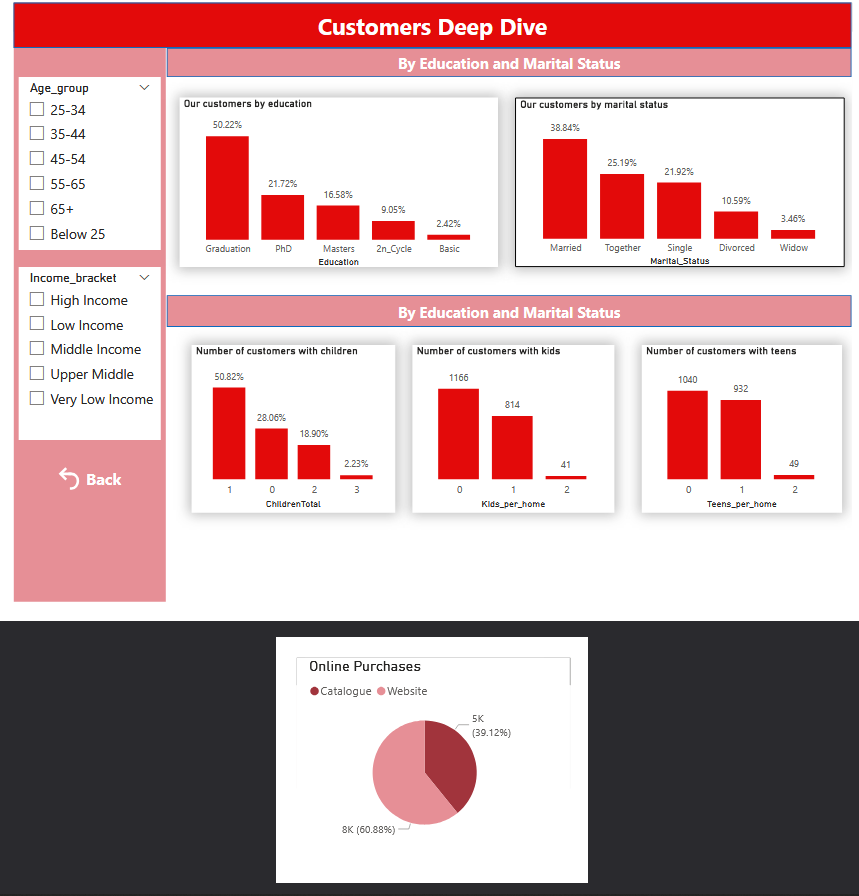 Customers Deep Dive
By Education and Marital Status
Age_group
25-34
35-44
45-54
55-65
65+
Below 25
Income_bracket
High Income
Low Income
Middle Income
Upper Middle
Very Low Income
Back
Our customers by education
50.22%
21.72%
16.58%
9.05%
2.42%
Graduation PhD Masters 2n_Cycle Basic
Education
Our customers by marital status
38.84%
25.19%
21.92%
10.59%
3.46%
Married Together Single Divorced Widow
Marital_Status
By Education and Marital Status
Number of customers with children
50.82%
28.06%
18.90%
2.23%
1 0 2 3
ChildrenTotal
Number of customers with kids
1166
814
41
0 1 2
Kids_per_home
Number of customers with teens
1040
932
49
0 1 2
Teens_per_home
Online Purchases
Catalogue Website
5K
(39.12%)
8K (60.88%)